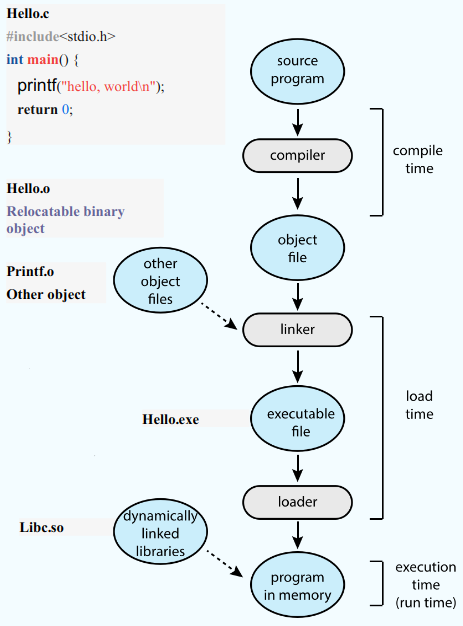 Hello.c
#include<stdio.h>
int main() {
printf("hello, world\n");
return 0;
}
source
program
compiler
compile
time
Hello.o
Relocatable binary
object
object
file
Printf.o
Other object
other
object
files
linker
load
time
Hello.exe
executable
file
loader
Libc.so
dynamically
linked
libraries
program
in memory
execution
time
(run time)